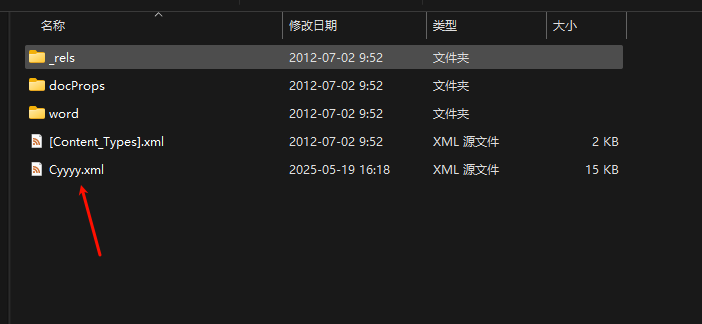 名称 修改日期 类型 大小
_rels 2012-07-02 9:52 文件夹
docProps 2012-07-02 9:52 文件夹
word 2012-07-02 9:52 文件夹
[Content_Types].xml 2012-07-02 9:52 XML 源文件 2 KB
Cyyyy.xml 2025-05-19 16:18 XML 源文件 15 KB